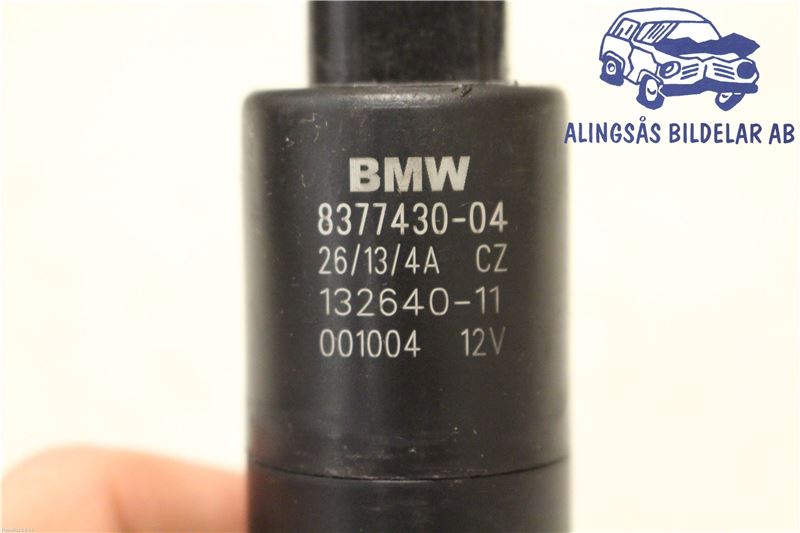 ALINGSÅS BILDELAR AB
BMW
8377430-04
26/13/4A CZ
132640-11
001004 12V